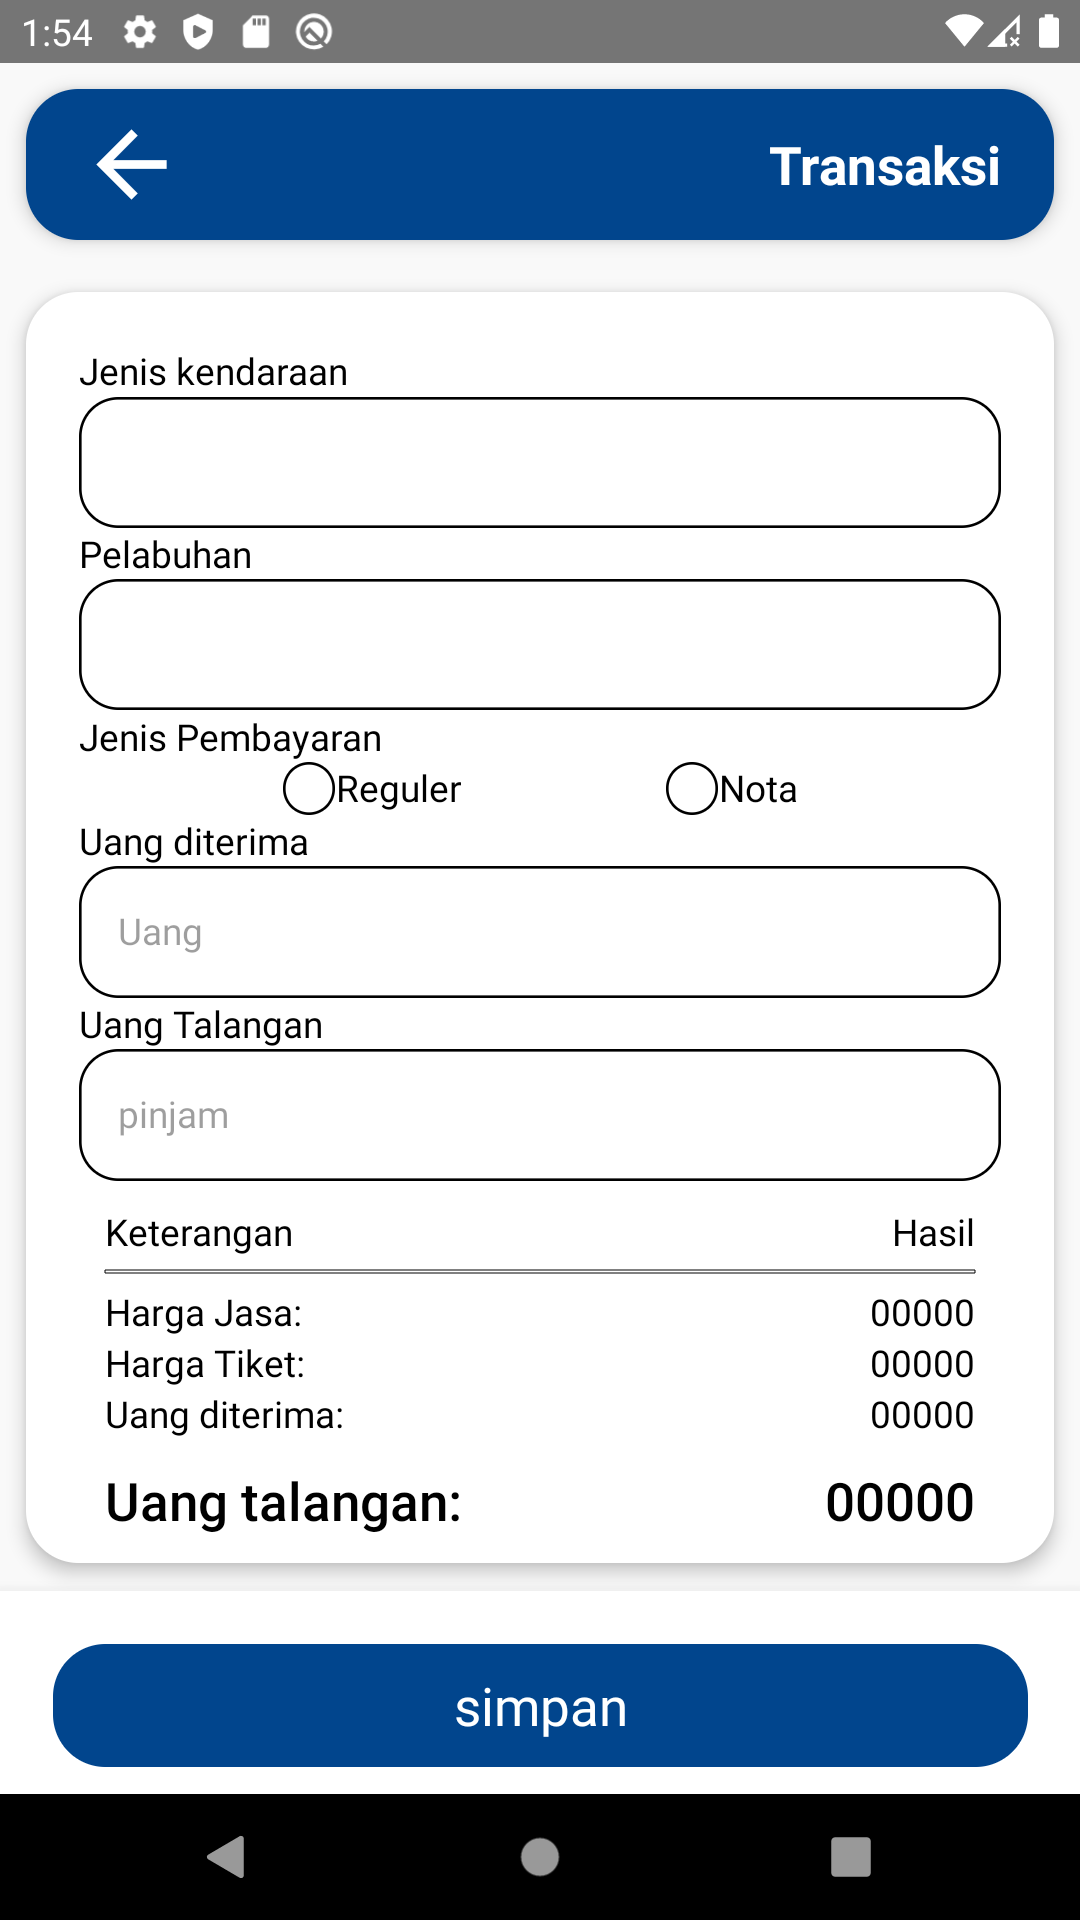 1:54
Transaksi
Jenis kendaraan
Pelabuhan
Jenis Pembayaran
Reguler Nota
Uang diterima
Uang
Uang Talangan
pinjam
Keterangan Hasil
Harga Jasa: 00000
Harga Tiket: 00000
Uang diterima: 00000
Uang talangan: 00000
simpan